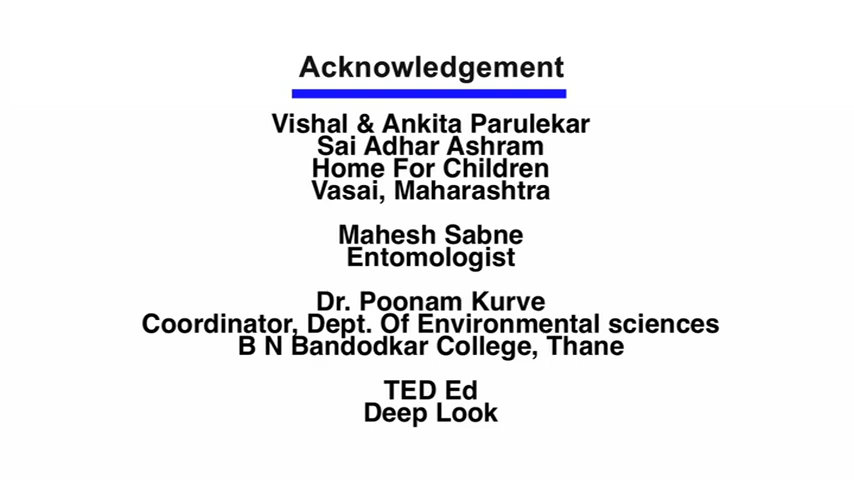 Acknowledgement
Vishal & Ankita Parulekar
Sai Adhar Ashram
Home For Children
Vasai, Maharashtra
Mahesh Sabne
Entomologist
Dr. Poonam Kurve
Coordinator, Dept. Of Environmental sciences
B N Bandodkar College, Thane
TED Ed
Deep Look